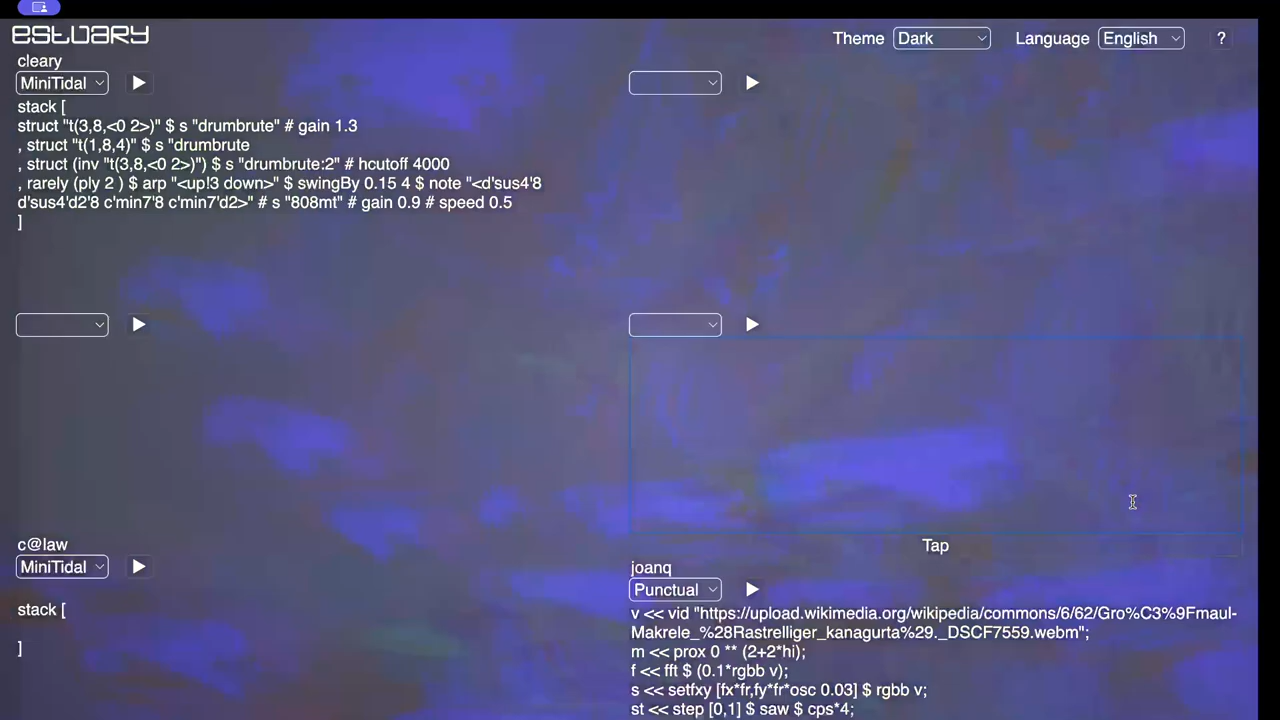 estuary
Theme Dark Language English ?
cleary
MiniTidal
stack [
struct "t(3,8,<0 2>)" $ s "drumbrute" # gain 1.3
, struct "t(1,8,4)" $ s "drumbrute
, struct (inv "t(3,8,<0 2>)") $ s "drumbrute:2" # hcutoff 4000
, rarely (ply 2 ) $ arp "<up!3 down>" $ swingBy 0.15 4 $ note "<d'sus4'8
d'sus4'd2'8 c'min7'8 c'min7'd2>" # s "808mt" # gain 0.9 # speed 0.5
]
c@law
MiniTidal
stack [
]
Tap
joanq
Punctual
v << vid "https://upload.wikimedia.org/wikipedia/commons/6/62/Gro%C3%9Fmaul-
Makrele_%28Rastrelliger_kanagurta%29._DSCF7559.webm";
m << prox 0 ** (2+2*hi);
f << fft $ (0.1*rgbb v);
s << setfxy [fx*fr,fy*fr*osc 0.03] $ rgbb v;
st << step [0,1] $ saw $ cps*4;